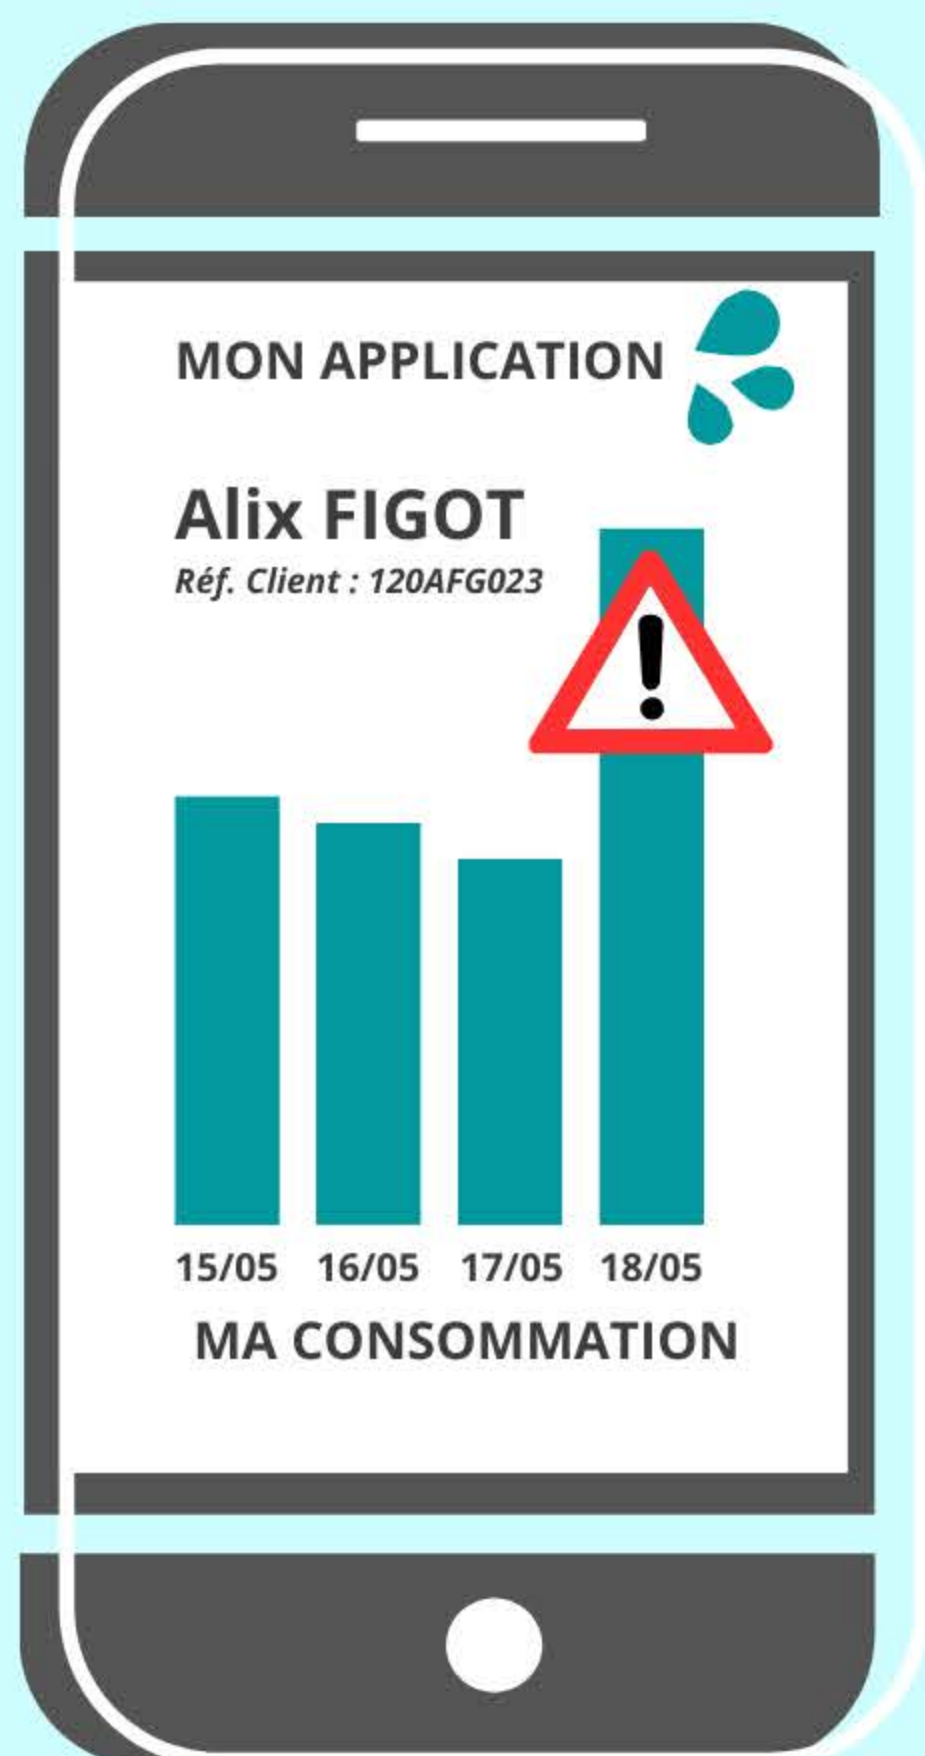 MON APPLICATION
Alix FIGOT
Réf. Client : 120AFG023
!
15/05 16/05 17/05 18/05
MA CONSOMMATION